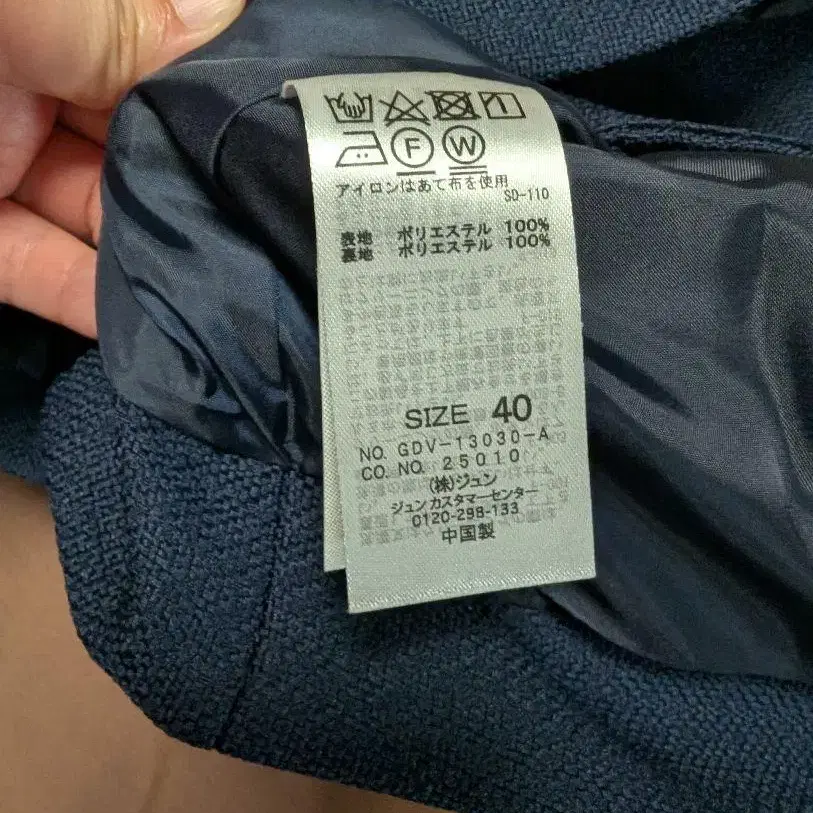 F W
アイロンはあて布を使用
SD-110
表地 ポリエステル 100%
裏地 ポリエステル 100%
SIZE 40
NO. GDV-13030-A
CO. NO. 25010
(株)ジュン
ジュン カスタマーセンター
0120-298-133
中国製